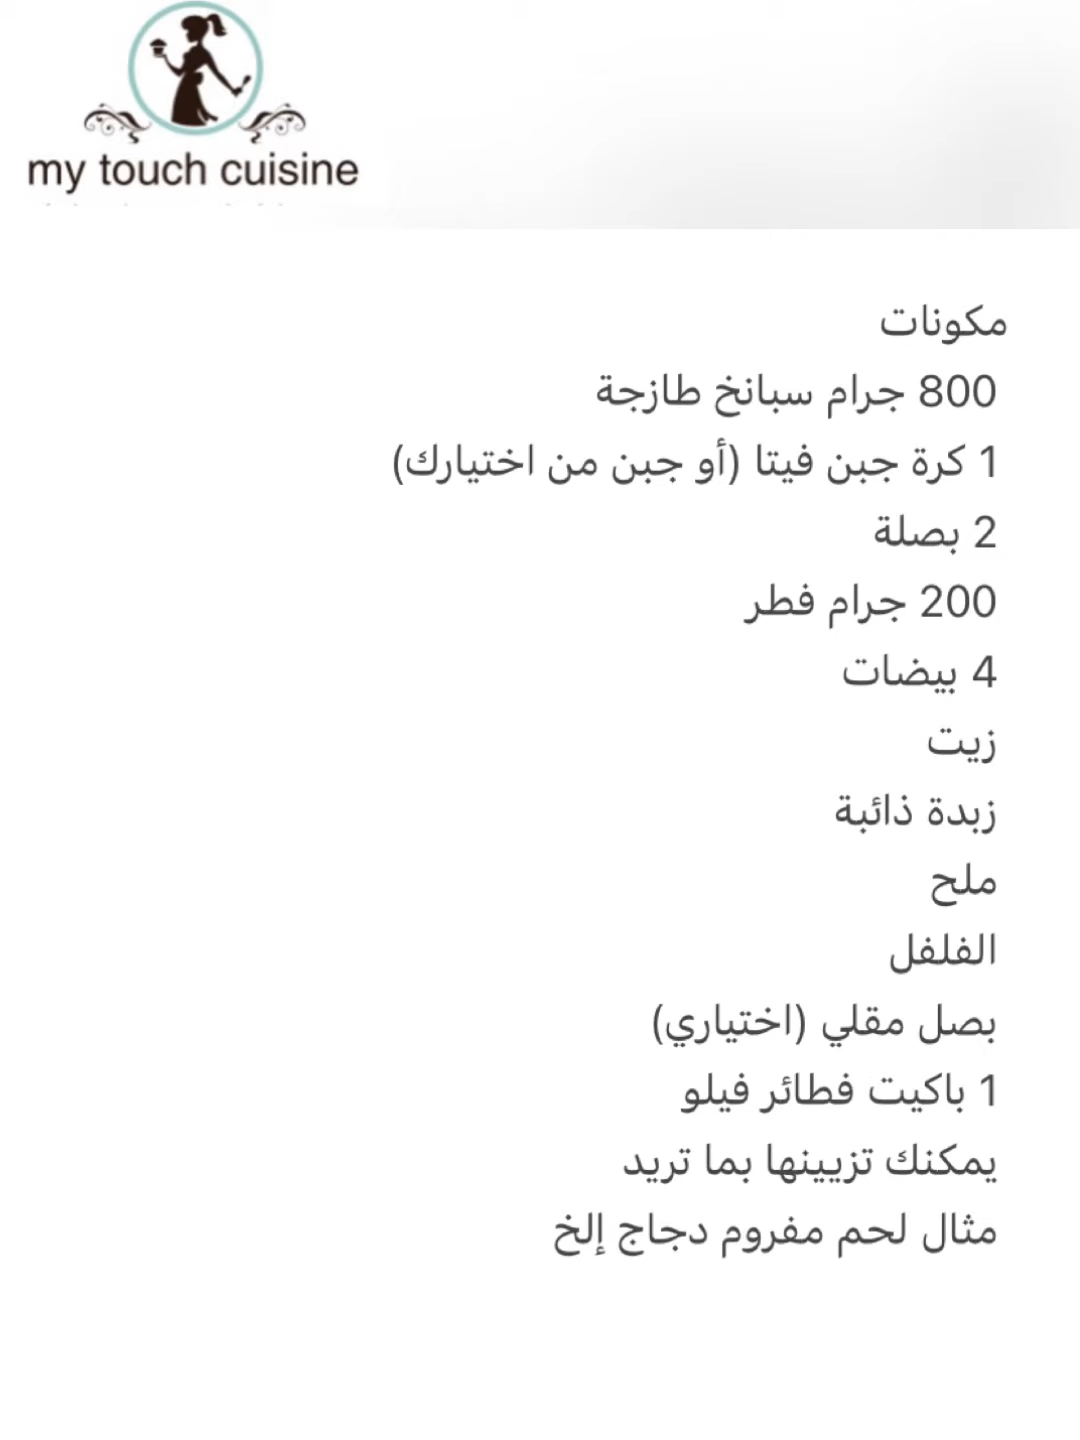 my touch cuisine
مكونات
800 جرام سبانخ طازجة
1 كرة جبن فيتا (أو جبن من اختيارك)
2 بصلة
200 جرام فطر
4 بيضات
زيت
زبدة ذائبة
ملح
الفلفل
بصل مقلي (اختياري)
1 باكيت فطائر فيلو
يمكنك تزيينها بما تريد
مثال لحم مفروم دجاج إلخ